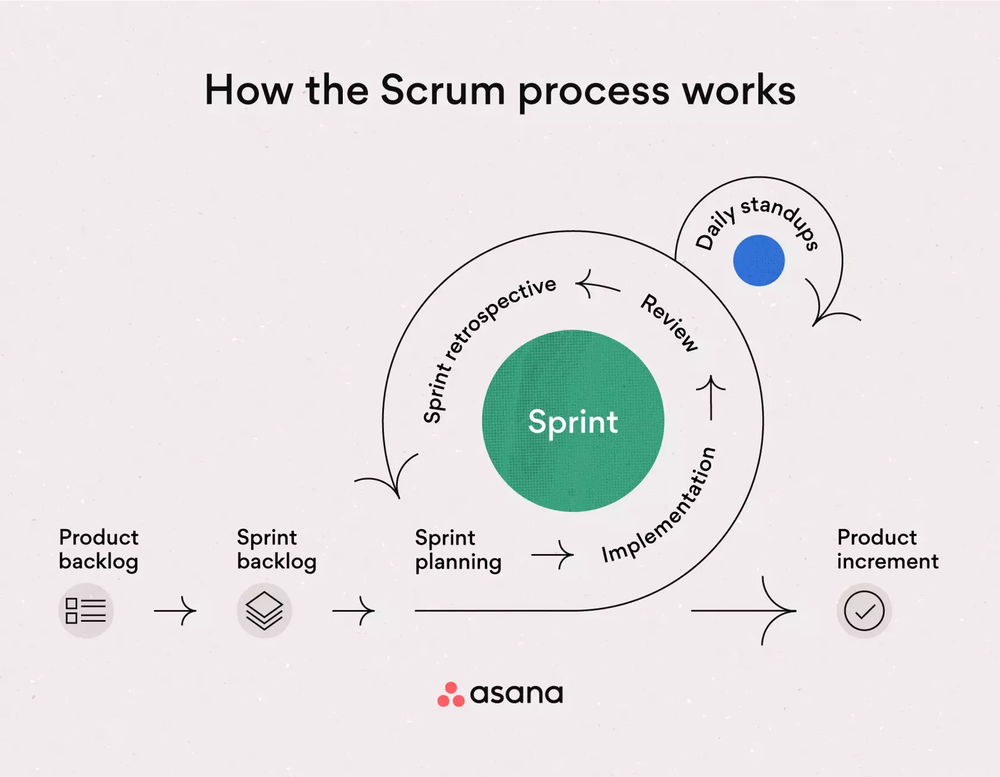 How the Scrum process works
Daily standups
Sprint retrospective
Review
Sprint
Implementation
Product
backlog
Sprint
backlog
Sprint
planning
Product
increment
asana